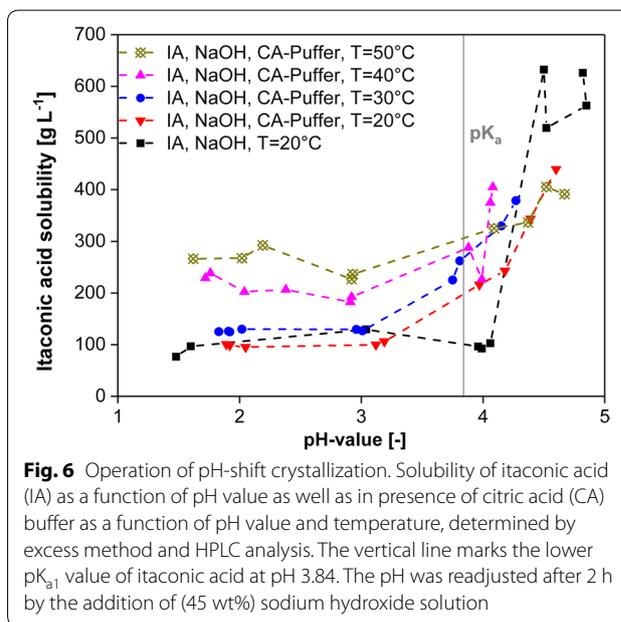 700
600
500
400
300
200
100
0
Itaconic acid solubility [g L-1]
IA, NaOH, CA-Puffer, T=50°C
IA, NaOH, CA-Puffer, T=40°C
IA, NaOH, CA-Puffer, T=30°C
IA, NaOH, CA-Puffer, T=20°C
IA, NaOH, T=20°C
pKa
1 2 3 4 5
pH-value [-]
Fig. 6 Operation of pH-shift crystallization. Solubility of itaconic acid
(IA) as a function of pH value as well as in presence of citric acid (CA)
buffer as a function of pH value and temperature, determined by
excess method and HPLC analysis. The vertical line marks the lower
pKa1 value of itaconic acid at pH 3.84. The pH was readjusted after 2 h
by the addition of (45 wt%) sodium hydroxide solution